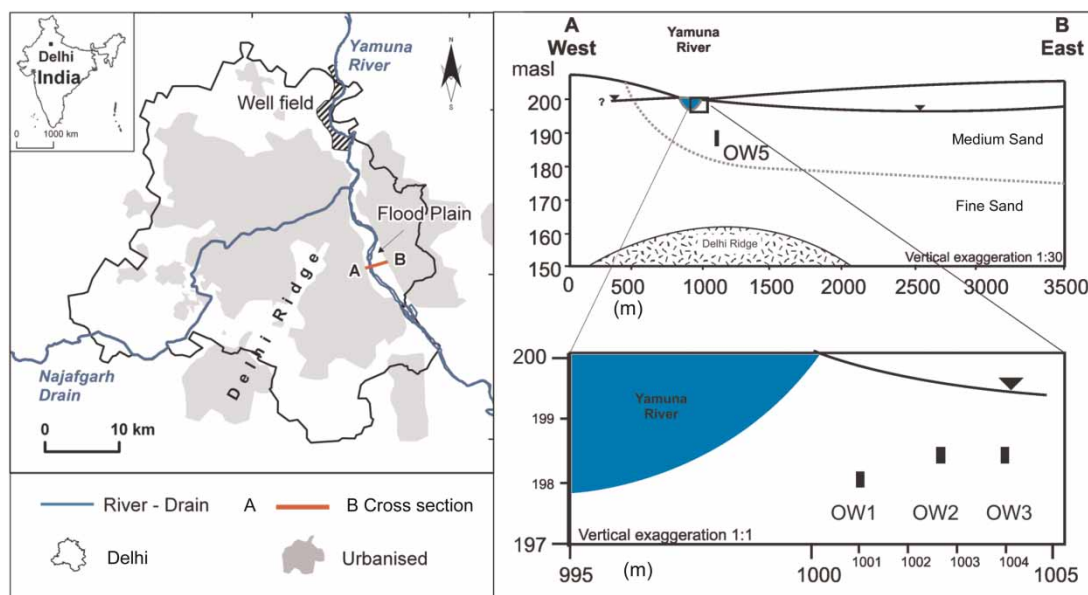 Delhi
India
0 1000 km
Yamuna
River
N
S
Well field
Flood Plain
A B
Delhi Ridge
Najafgarh
Drain
0 10 km
River - Drain A B Cross section
Delhi Urbanised
A
West
Yamuna
River
B
East
masl
200
190
180
170
160
150
?
OW5
Medium Sand
Fine Sand
Delhi Ridge
Vertical exaggeration 1:30
0 500 1000 1500 2000 2500 3000 3500
(m)
200
199
198
197
Yamuna
River
OW1 OW2 OW3
Vertical exaggeration 1:1
995 (m) 1000 1001 1002 1003 1004 1005